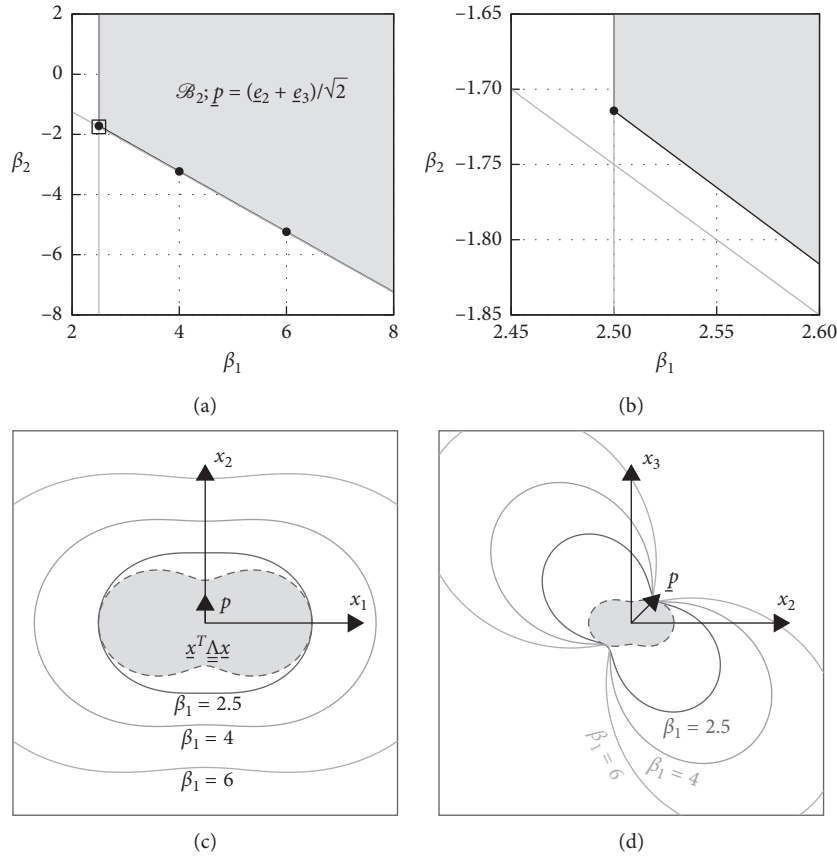 2
0
−2
−4
−6
−8
β2
ℬ2; p = (e2 + e3)/√2
2
4
6
8
β1
(a)
−1.65
−1.70
−1.75
−1.80
−1.85
β2
2.45
2.50
2.55
2.60
β1
(b)
x2
x1
p
x^T Λ x
β1 = 2.5
β1 = 4
β1 = 6
(c)
x3
p
x2
β1 = 2.5
β1 = 4
β1 = 6
(d)